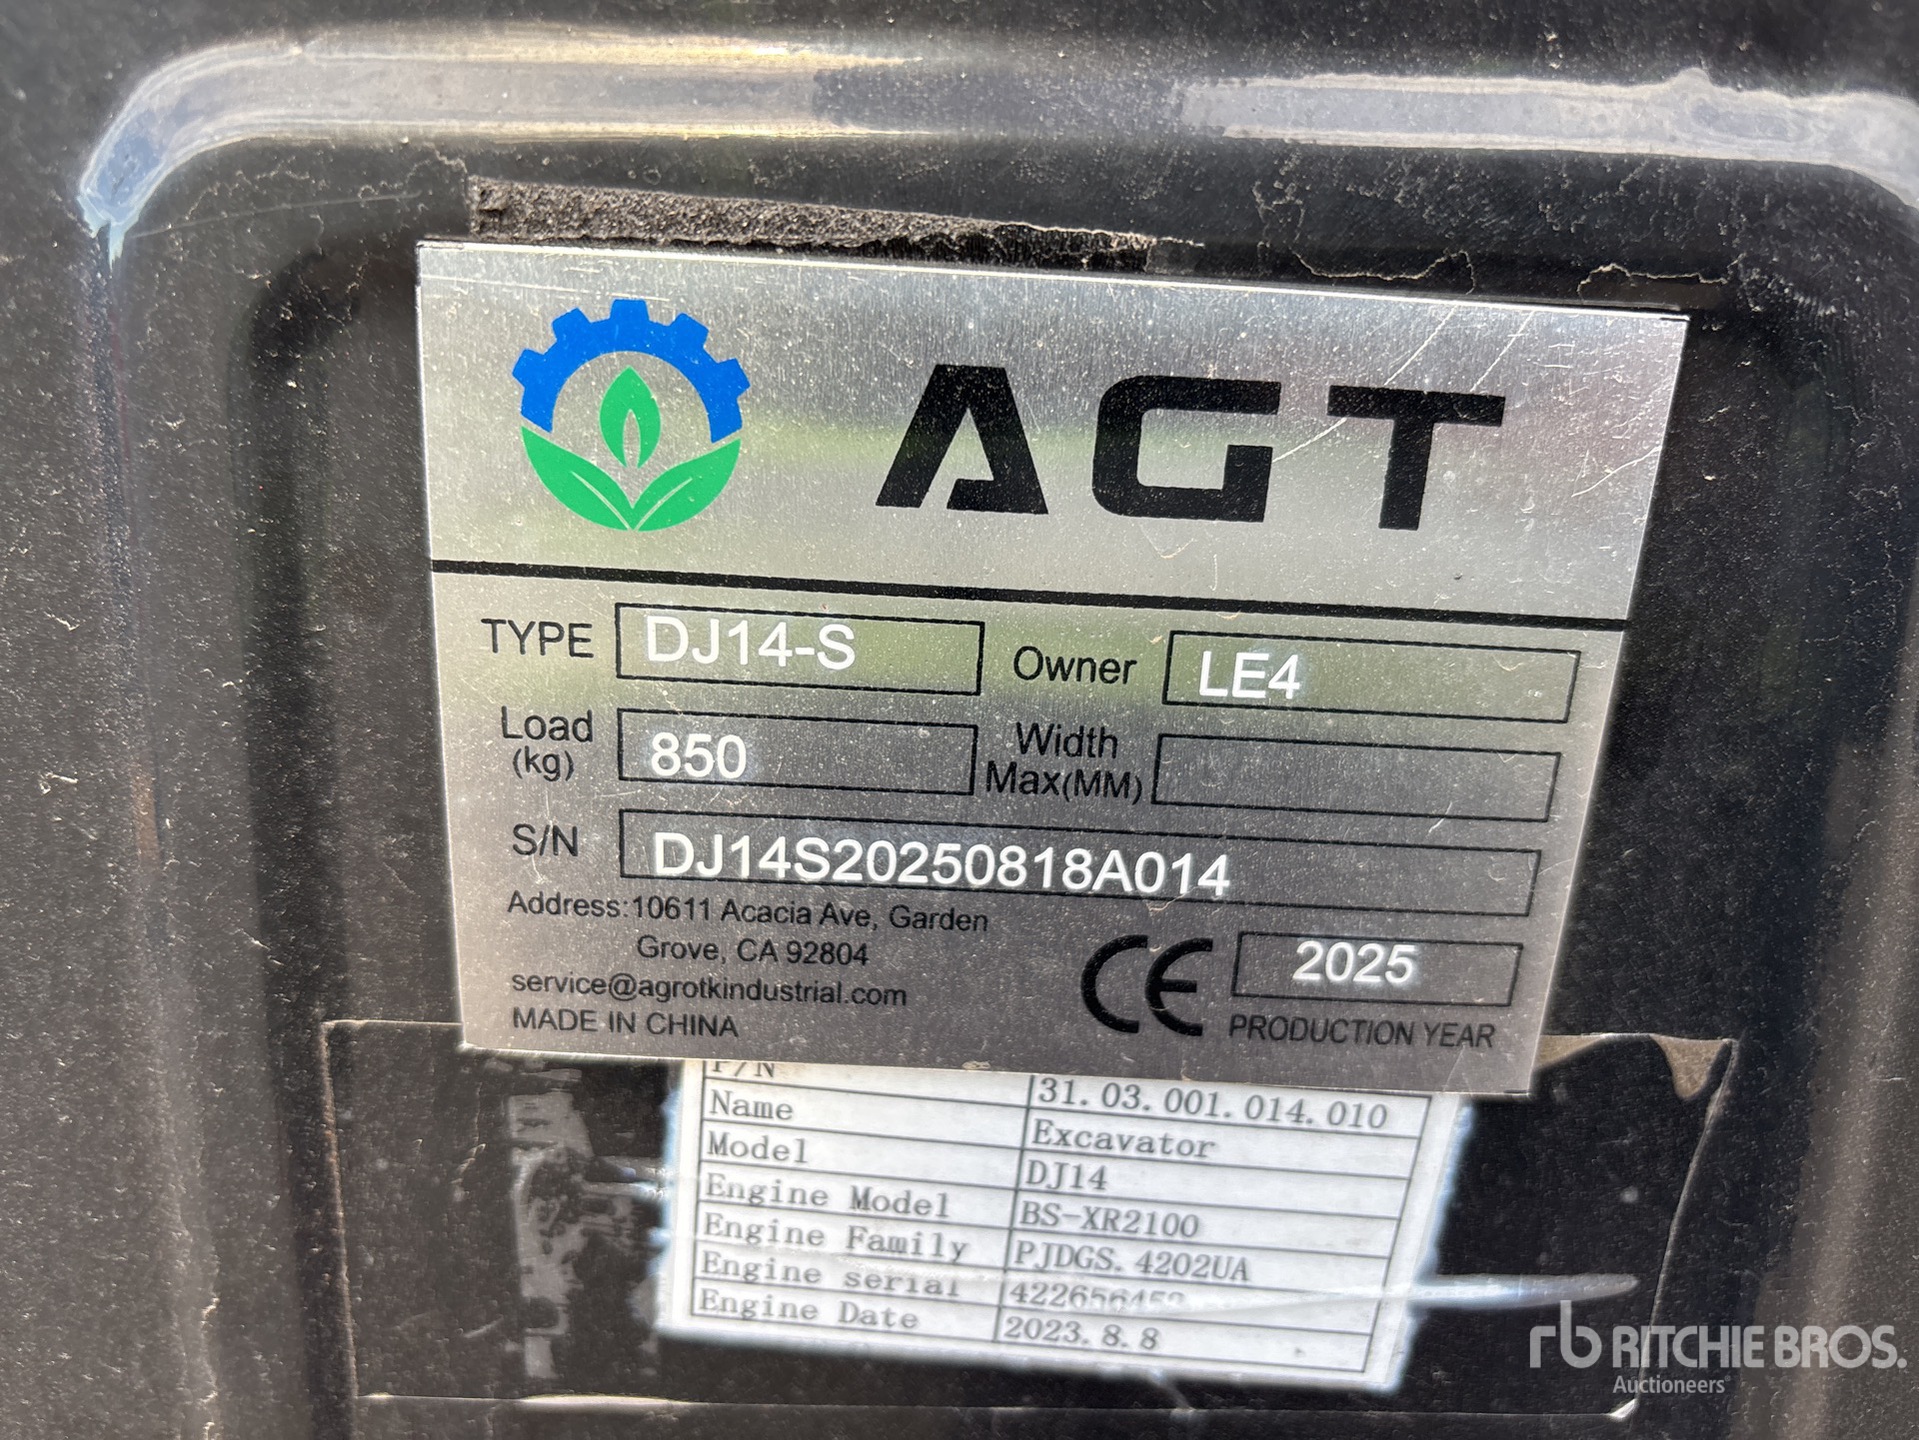 AGT
TYPE DJ14-S Owner LE4
Load (kg) 850 Width Max(MM)
S/N DJ14S20250818A014
Address:10611 Acacia Ave, Garden
Grove, CA 92804
service@agrotkindustrial.com
MADE IN CHINA
CE 2025
PRODUCTION YEAR
P/N 31.03.001.014.010
Name Excavator
Model DJ14
Engine Model BS-XR2100
Engine Family PJDGS.4202UA
Engine serial
Engine Date 2023.8.8
rb RITCHIE BROS.
Auctioneers